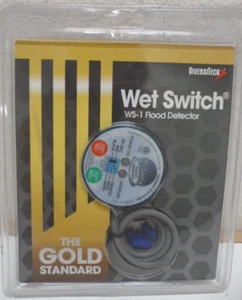 DIVERSITECH
Wet Switch®
WS-1 Flood Detector
THE
GOLD
STANDARD